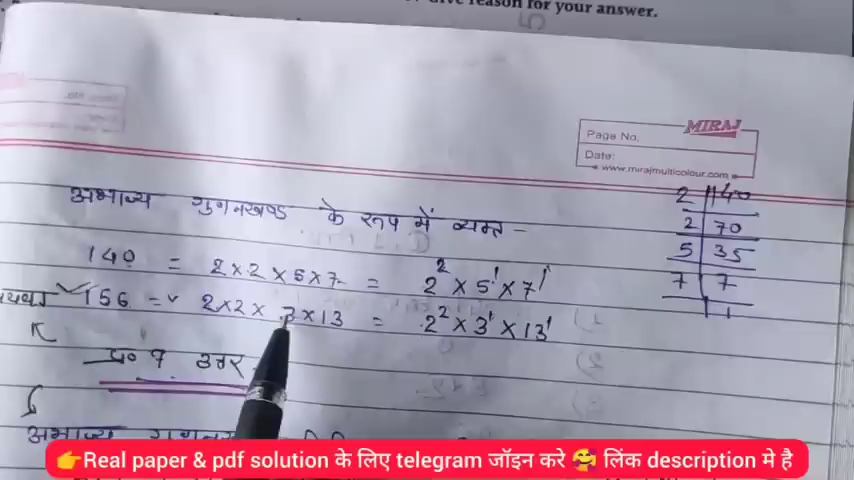 Give reason for your answer.
MIRAJ
Page No.
Date:
www.mirajmulticolour.com
अभाज्य गुणनखण्ड के रूप में व्यक्त -
140 = 2×2×5×7 = 2² × 5¹ × 7¹
156 = 2×2×3×13 = 2² × 3¹ × 13¹
2 | 140
2 | 70
5 | 35
7 | 7
| 1
प्र० 7 उत्तर
अभाज्य
👉Real paper & pdf solution के लिए telegram जॉइन करे 🥰 लिंक description मे है